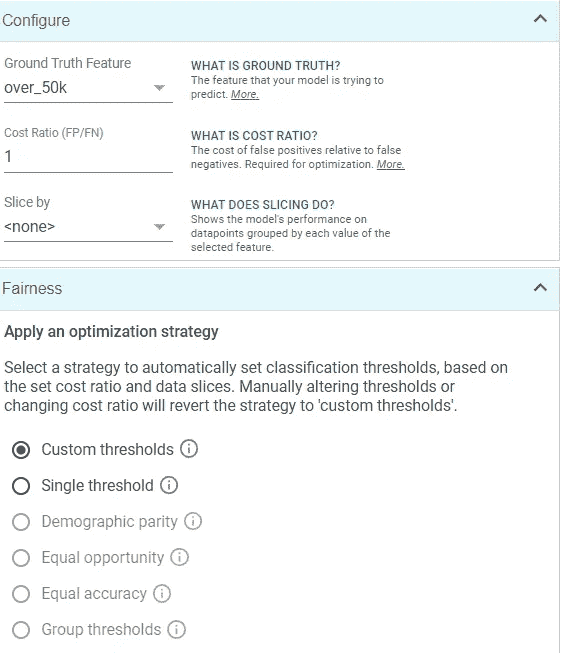 Configure
Ground Truth Feature
over_50k
WHAT IS GROUND TRUTH?
The feature that your model is trying to
predict. More.
Cost Ratio (FP/FN)
1
WHAT IS COST RATIO?
The cost of false positives relative to false
negatives. Required for optimization. More.
Slice by
<none>
WHAT DOES SLICING DO?
Shows the model's performance on
datapoints grouped by each value of the
selected feature.
Fairness
Apply an optimization strategy
Select a strategy to automatically set classification thresholds, based on
the set cost ratio and data slices. Manually altering thresholds or
changing cost ratio will revert the strategy to 'custom thresholds'.
Custom thresholds
Single threshold
Demographic parity
Equal opportunity
Equal accuracy
Group thresholds